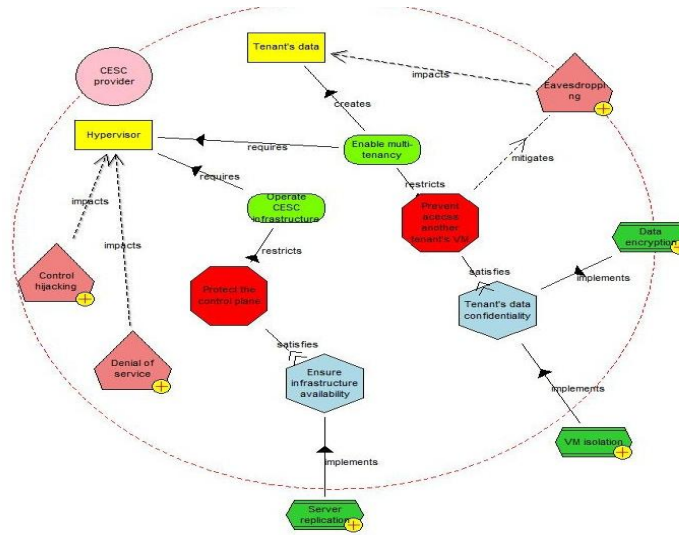 Tenant's data
CESC
provider
impacts
Eavesdroppi
ng
creates
Hypervisor
requires
Enable multi-
tenancy
mitigates
requires
restricts
impacts
Operate
CESC
infrastructure
Prevent
access
another
tenant's VM
impacts
restricts
Data
encryption
Control
hijacking
Protect the
control plane
satisfies
implements
Tenant's data
confidentiality
satisfies
Denial of
service
Ensure
infrastructure
availability
implements
VM isolation
implements
Server
replication